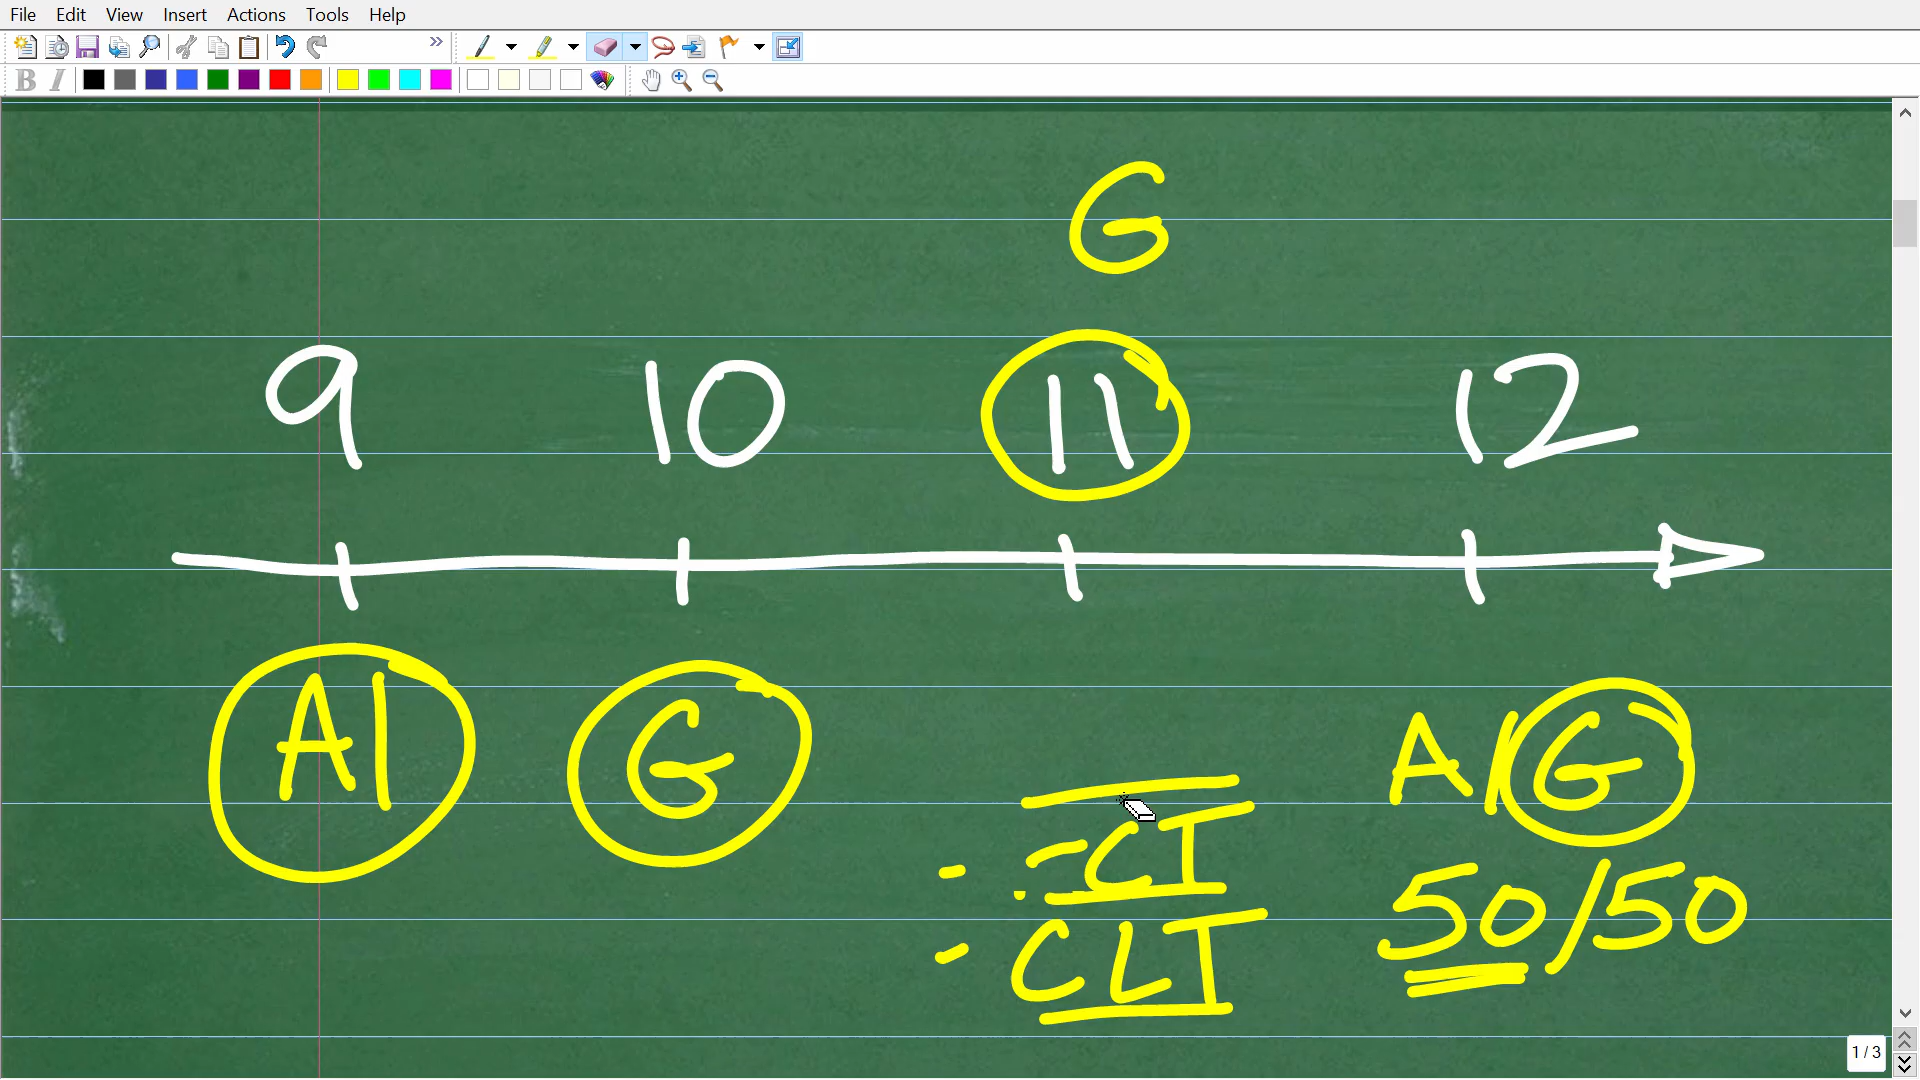 File Edit View Insert Actions Tools Help
B I
G
9 10 11 12
A1 G A/G
CI
50/50
CLT
1 / 3